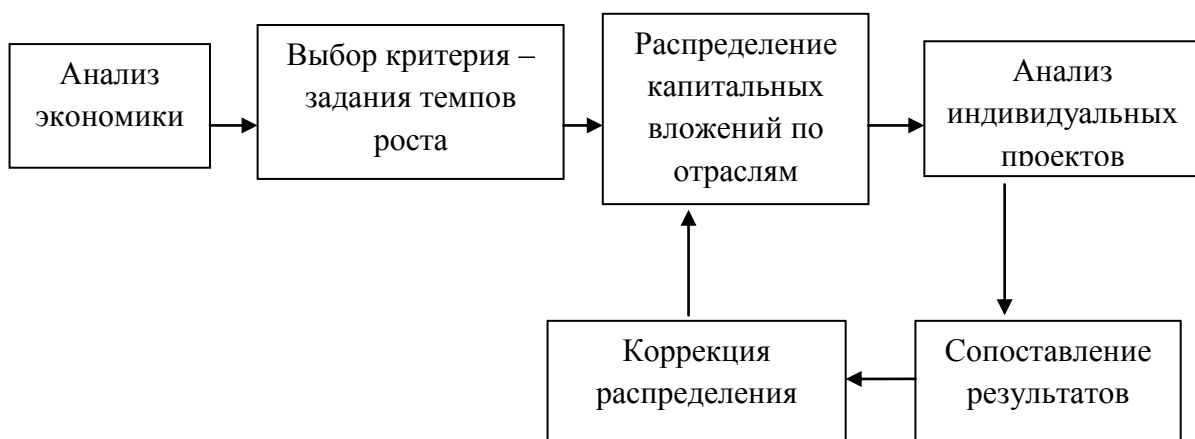 Анализ
экономики
Выбор критерия –
задания темпов
роста
Распределение
капитальных
вложений по
отраслям
Анализ
индивидуальных
проектов
Коррекция
распределения
Сопоставление
результатов